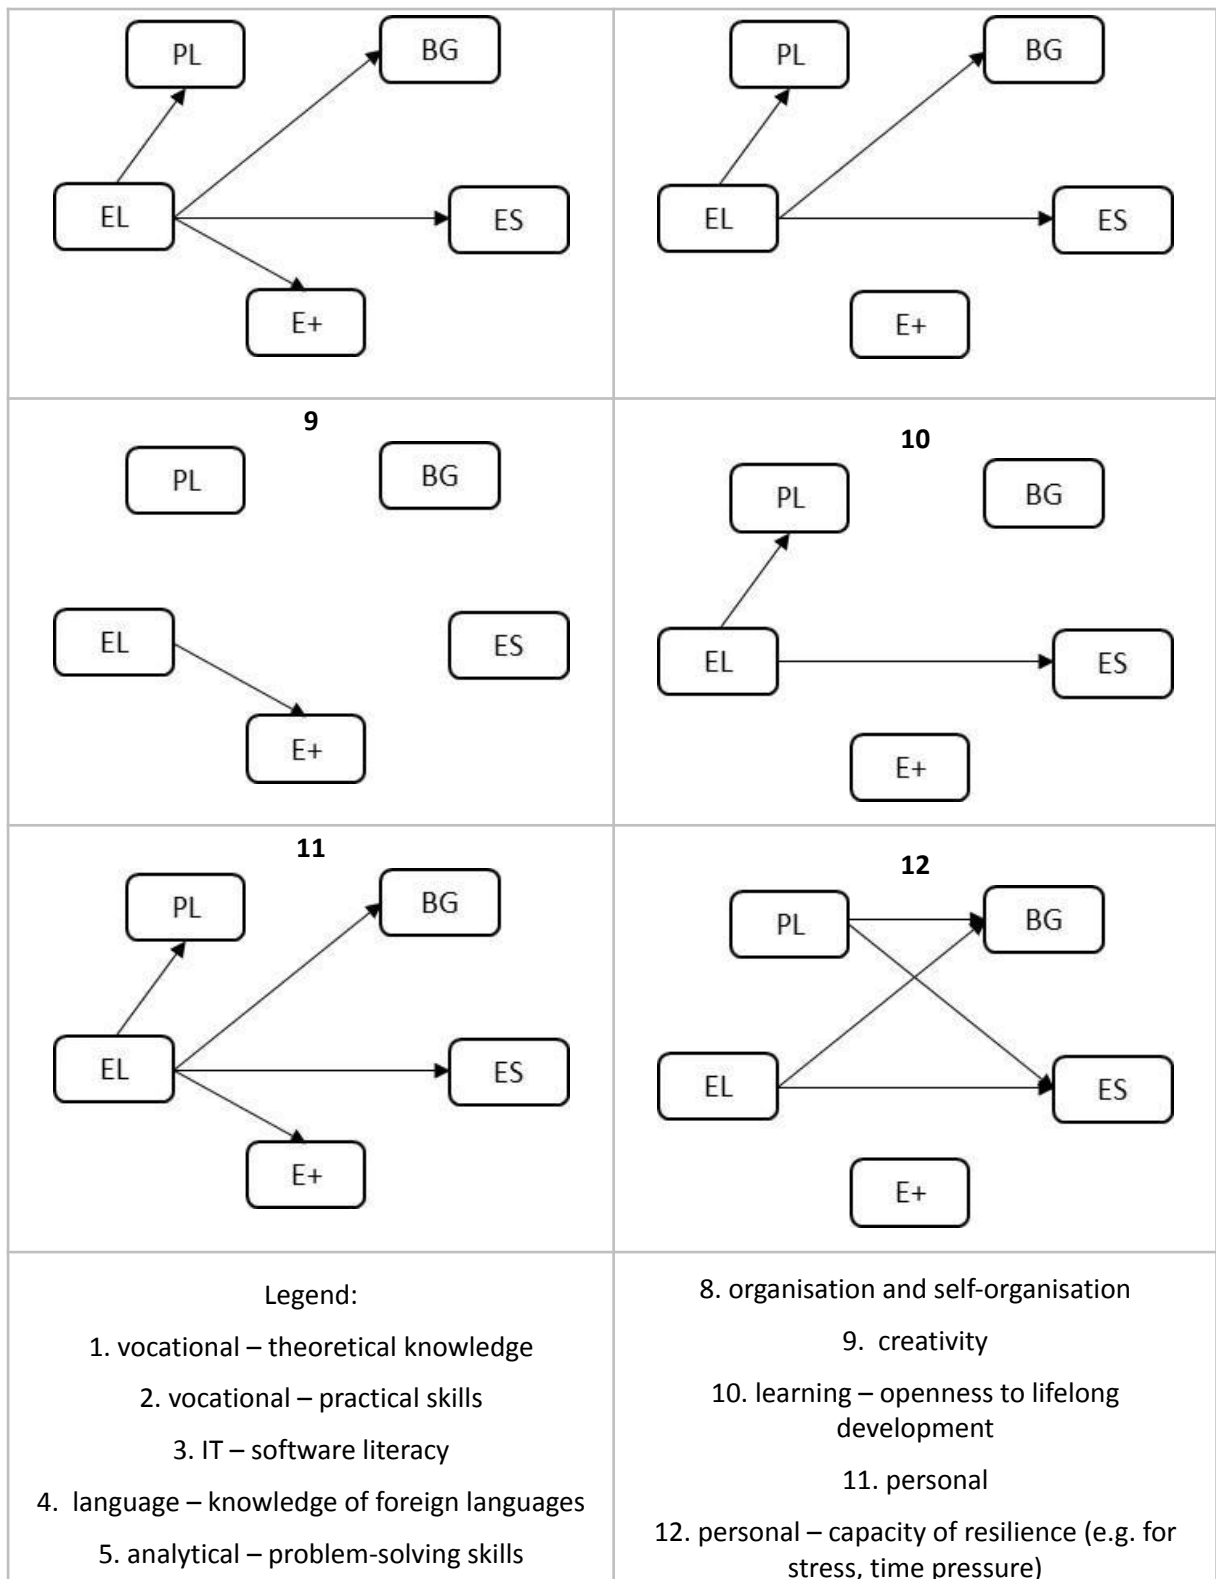 PL
BG
EL
ES
E+
PL
BG
EL
ES
E+
9
PL
BG
EL
ES
E+
10
PL
BG
EL
ES
E+
11
PL
BG
EL
ES
E+
12
PL
BG
EL
ES
E+
Legend:
1. vocational – theoretical knowledge
2. vocational – practical skills
3. IT – software literacy
4. language – knowledge of foreign languages
5. analytical – problem-solving skills
8. organisation and self-organisation
9. creativity
10. learning – openness to lifelong
development
11. personal
12. personal – capacity of resilience (e.g. for
stress, time pressure)